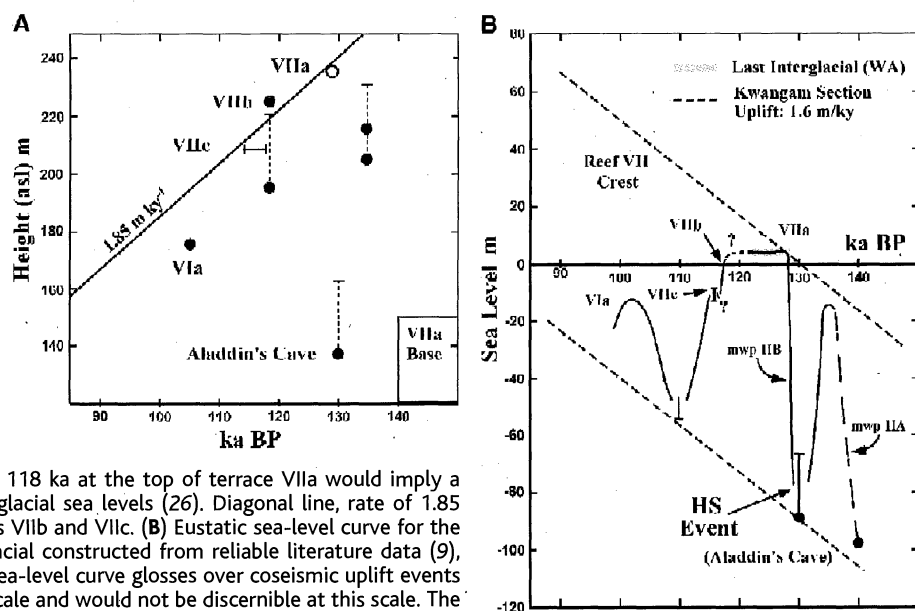 A
240
220
200
180
160
140
Height (asl) m
VIIa
VIIb
VIIc
1.85 m ky⁻¹
VIa
Aladdin's Cave
VIIa
Base
90 100 110 120 130
ka BP
118 ka at the top of terrace VIIa would imply a
glacial sea levels (26). Diagonal line, rate of 1.85
s VIIb and VIIc. (B) Eustatic sea-level curve for the
acial constructed from reliable literature data (9),
sea-level curve glosses over coseismic uplift events
scale and would not be discernible at this scale. The
B
80
60
40
20
0
-20
-40
-60
-80
-100
-120
Sea Level m
Last Interglacial (WA)
Kwangam Section
Uplift: 1.6 m/ky
Reef VII
Crest
VIIb
?
VIIa
ka BP
90 100 110 120 130 140
VIa
VIIc
?
mwp IIB
mwp IIA
HS
Event
(Aladdin's Cave)